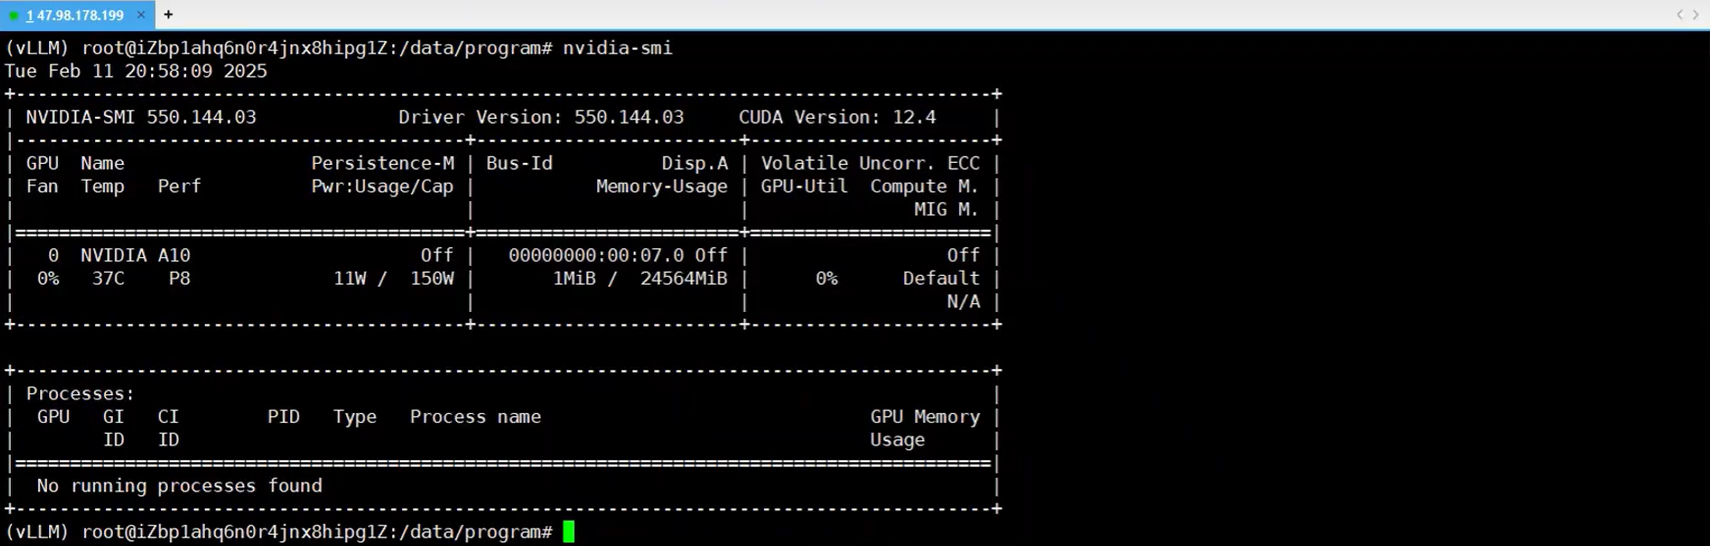 1 47.98.178.199 × +
(vLLM) root@iZbp1ahq6n0r4jnx8hipg1Z:/data/program# nvidia-smi
Tue Feb 11 20:58:09 2025
+-----------------------------------------------------------------------------------------+
| NVIDIA-SMI 550.144.03             Driver Version: 550.144.03     CUDA Version: 12.4     |
|-----------------------------------------+------------------------+----------------------+
| GPU  Name                 Persistence-M | Bus-Id          Disp.A | Volatile Uncorr. ECC |
| Fan  Temp   Perf          Pwr:Usage/Cap |           Memory-Usage | GPU-Util  Compute M. |
|                                         |                        |               MIG M. |
|=========================================+========================+======================|
|   0  NVIDIA A10                     Off |   00000000:00:07.0 Off |                  Off |
|  0%   37C    P8             11W /  150W |       1MiB /  24564MiB |      0%      Default |
|                                         |                        |                  N/A |
+-----------------------------------------+------------------------+----------------------+
+-----------------------------------------------------------------------------------------+
| Processes:                                                                              |
|  GPU   GI   CI        PID   Type   Process name                              GPU Memory |
|        ID   ID                                                               Usage      |
|=========================================================================================|
|  No running processes found                                                             |
+-----------------------------------------------------------------------------------------+
(vLLM) root@iZbp1ahq6n0r4jnx8hipg1Z:/data/program#